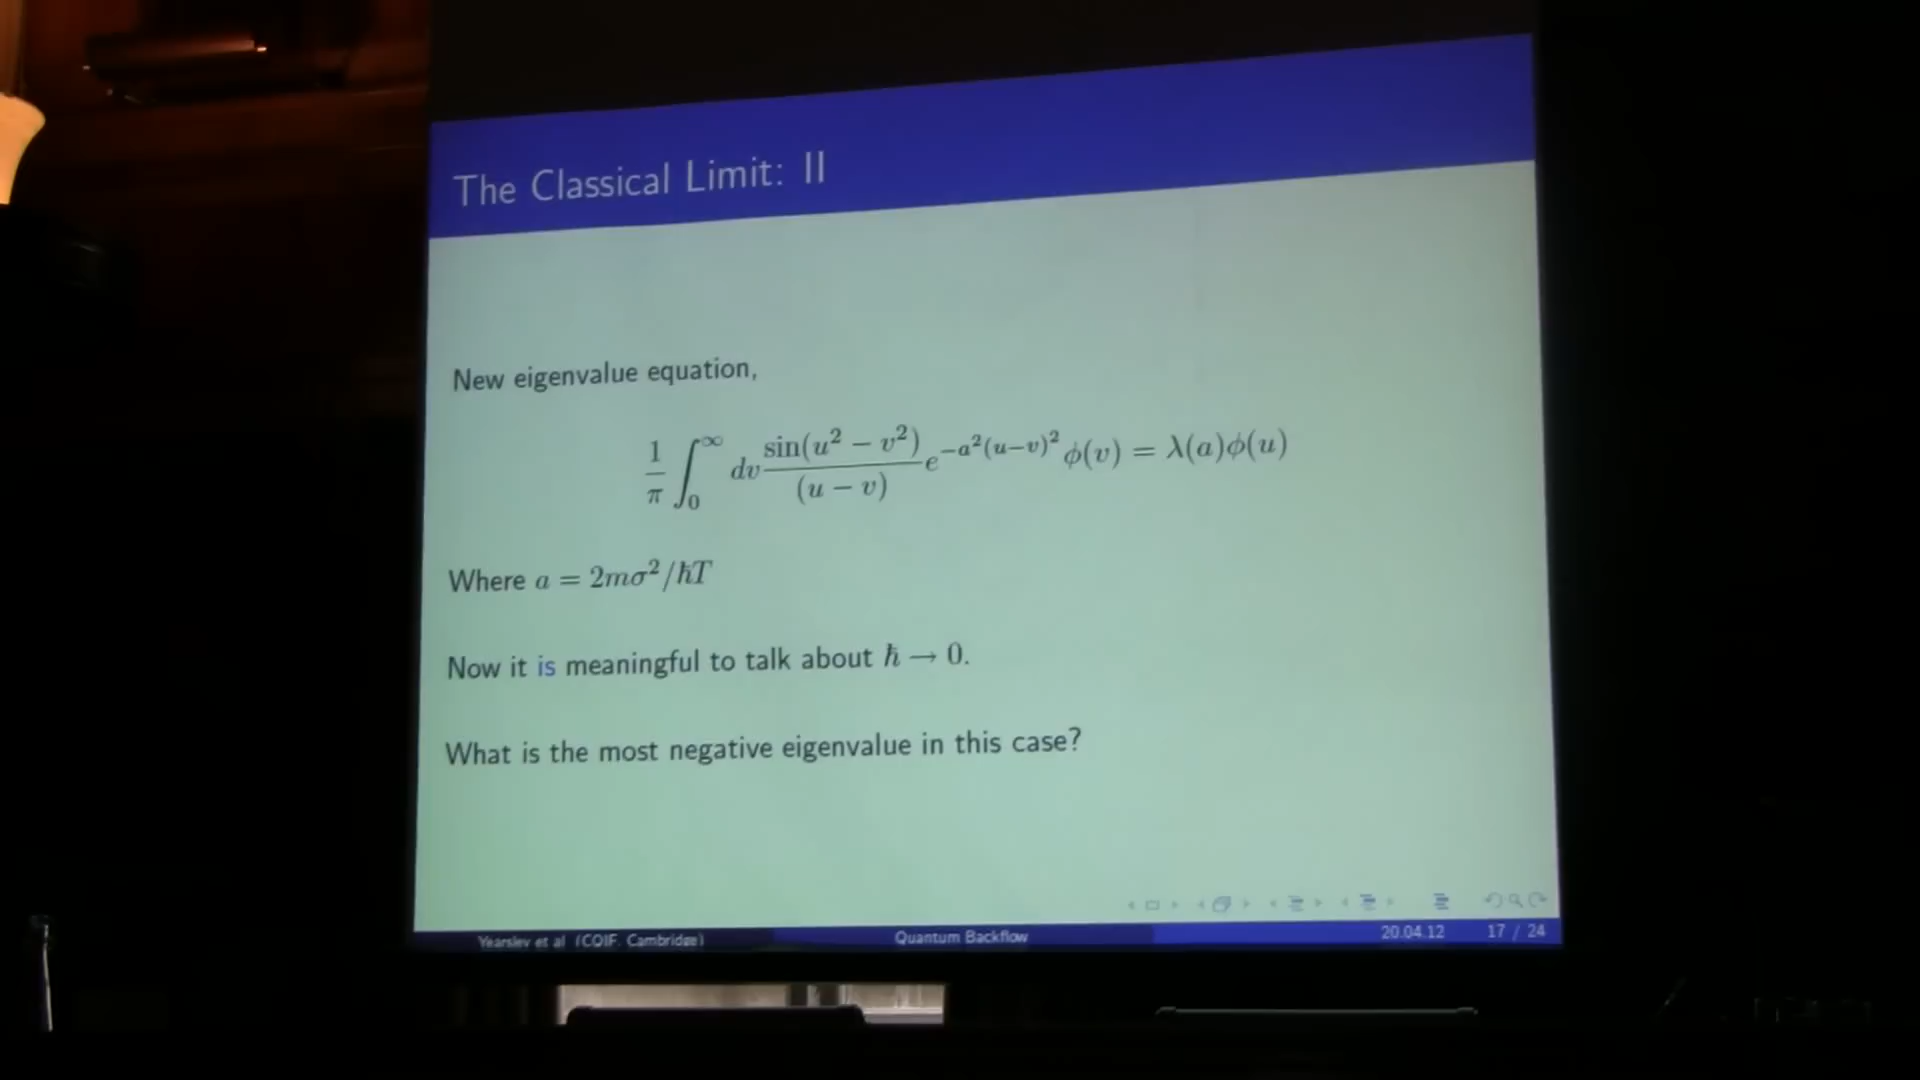 The Classical Limit: II
New eigenvalue equation,
$\frac{1}{\pi} \int_0^\infty dv \frac{\sin(u^2 - v^2)}{(u - v)} e^{-a^2(u-v)^2} \phi(v) = \lambda(a)\phi(u)$
Where $a = 2m\sigma^2/\hbar T$
Now it is meaningful to talk about $\hbar \to 0$.
What is the most negative eigenvalue in this case?
Yearsley et al (CQIF, Cambridge) Quantum Backflow 20.04.12 17 / 24